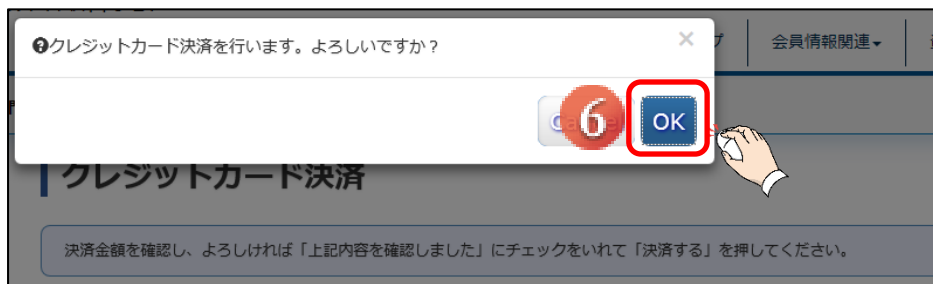 ❓クレジットカード決済を行います。よろしいですか？ ×
プ 会員情報関連▾
6 OK
クレジットカード決済
決済金額を確認し、よろしければ「上記内容を確認しました」にチェックをいれて「決済する」を押してください。